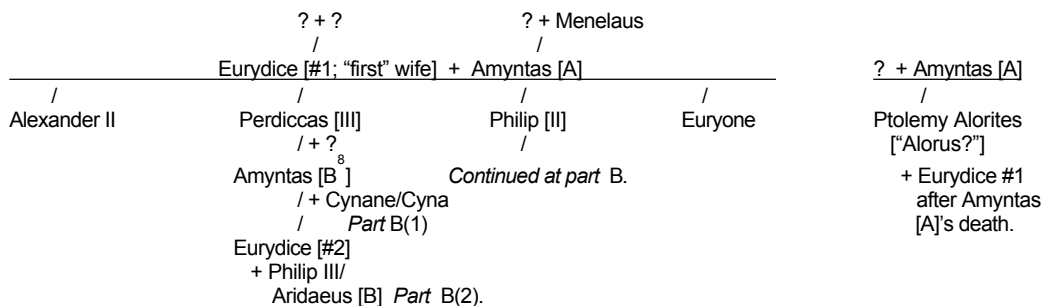 ? + ? ? + Menelaus
/ /
Eurydice [#1; “first” wife] + Amyntas [A] ? + Amyntas [A]
/ / / / /
Alexander II Perdiccas [III] Philip [II] Euryone Ptolemy Alorites
/ + ? / [“Alorus?”]
Amyntas [B8] Continued at part B. + Eurydice #1
/ + Cynane/Cyna after Amyntas
/ Part B(1) [A]’s death.
Eurydice [#2]
+ Philip III/
Aridaeus [B] Part B(2).